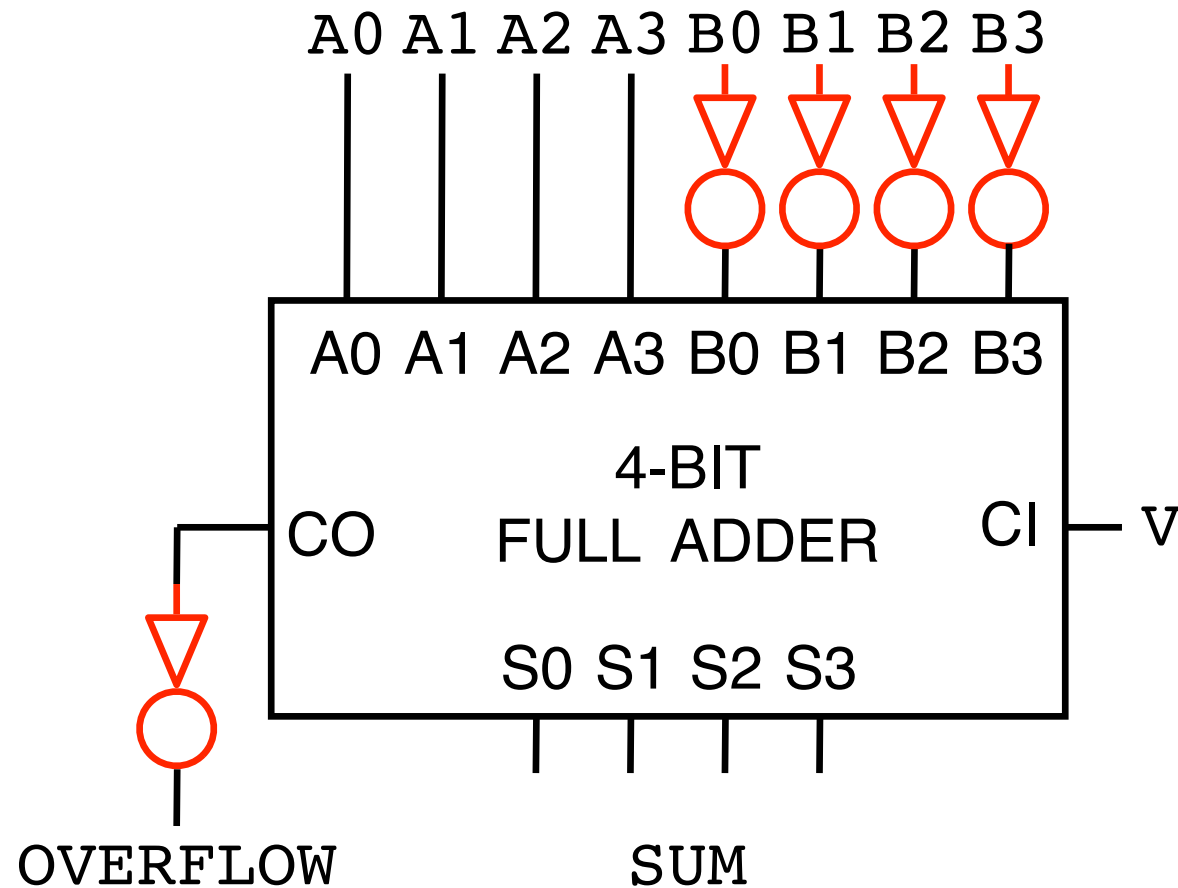 A0 A1 A2 A3 B0 B1 B2 B3
A0 A1 A2 A3 B0 B1 B2 B3
4-BIT
CO FULL ADDER CI V
S0 S1 S2 S3
OVERFLOW SUM